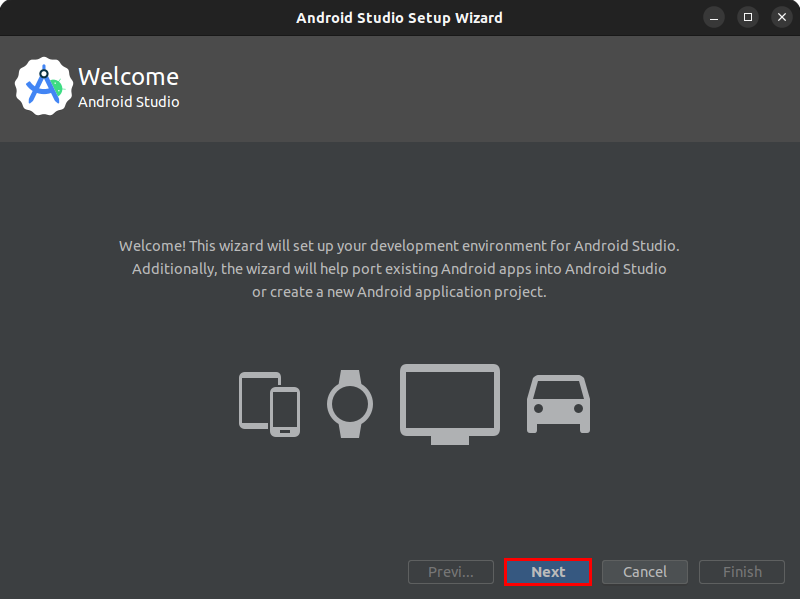 Android Studio Setup Wizard
Welcome
Android Studio
Welcome! This wizard will set up your development environment for Android Studio.
Additionally, the wizard will help port existing Android apps into Android Studio
or create a new Android application project.
Previ... Next Cancel Finish